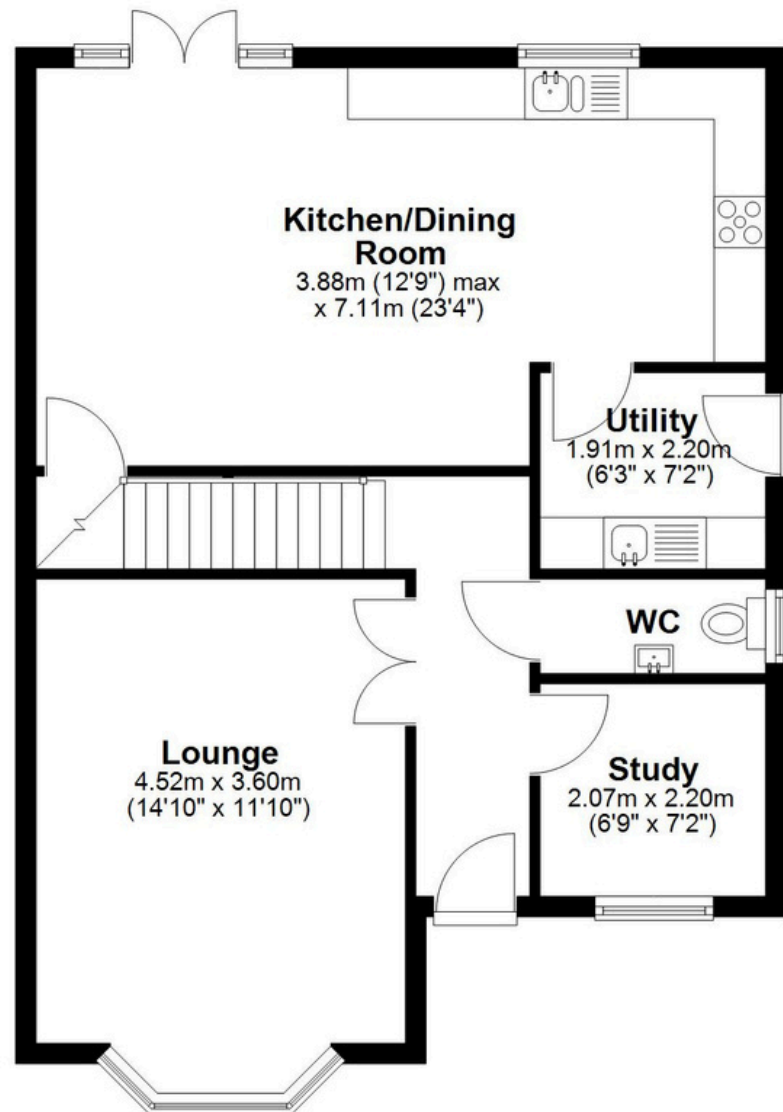 Kitchen/Dining
Room
3.88m (12'9") max
x 7.11m (23'4")
Utility
1.91m x 2.20m
(6'3" x 7'2")
WC
Lounge
4.52m x 3.60m
(14'10" x 11'10")
Study
2.07m x 2.20m
(6'9" x 7'2")